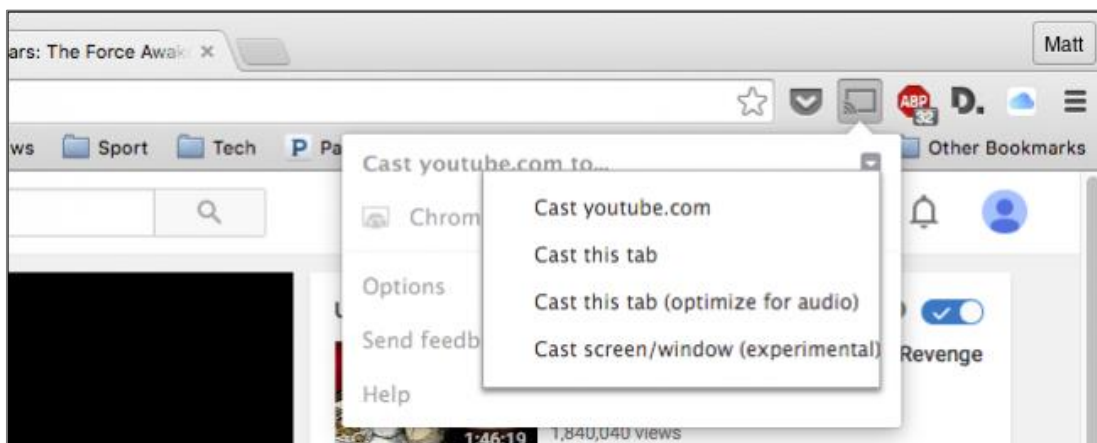 ars: The Force Awak
Matt
ABP
32
D.
ws Sport Tech P Pa Other Bookmarks
Cast youtube.com to...
Cast youtube.com
Chrom
Cast this tab
Options
Cast this tab (optimize for audio)
Send feedb
Cast screen/window (experimental)
Revenge
Help
1:46:19
1,840,040 views